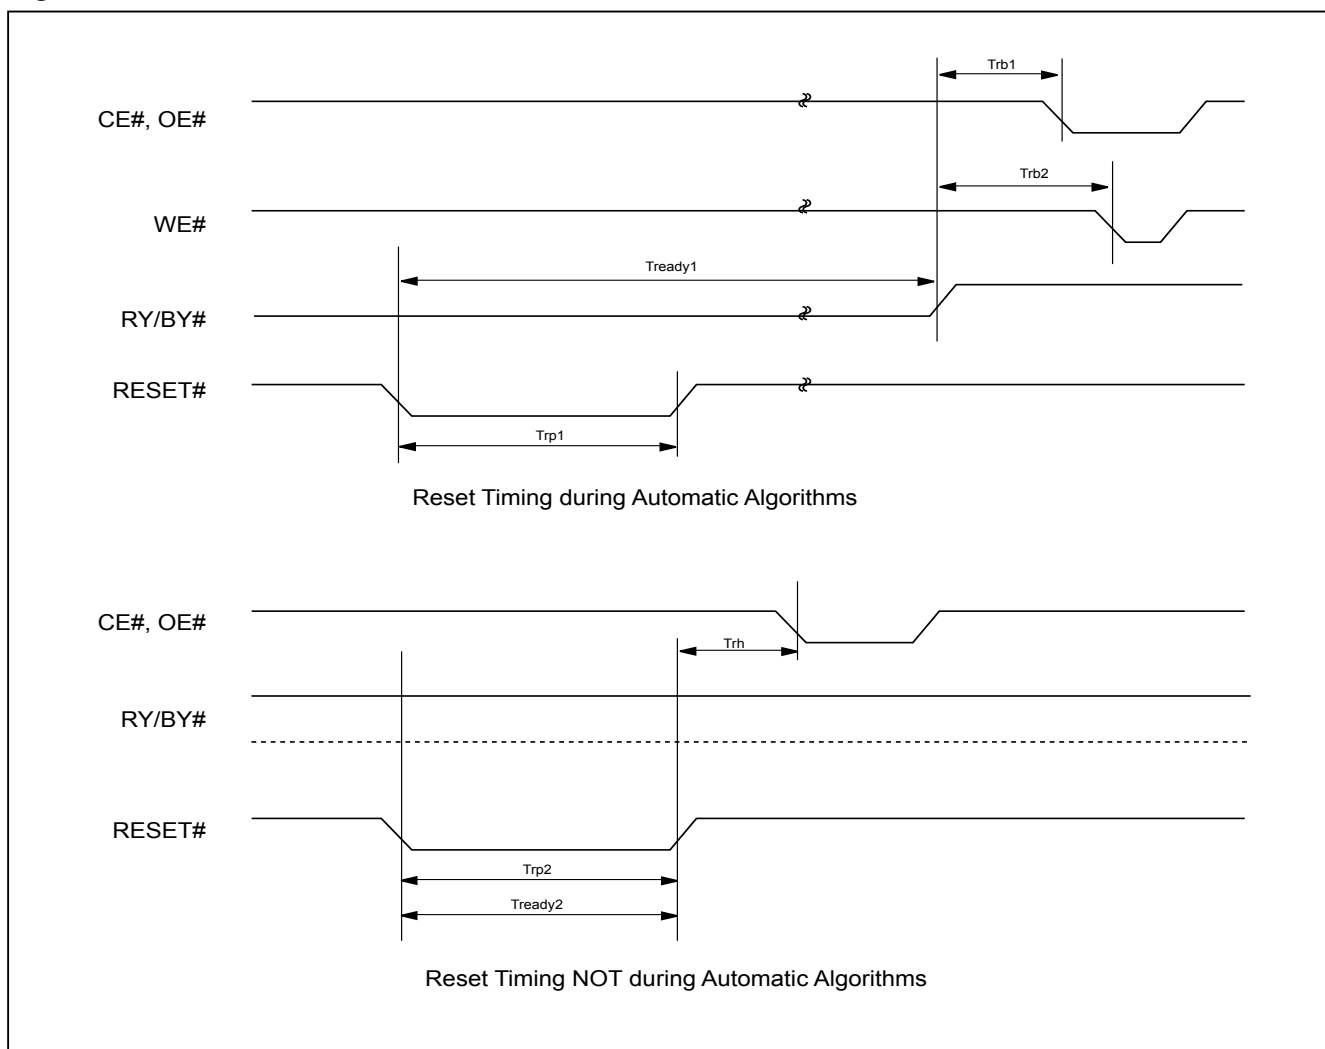 Trb1
CE#, OE#
Trb2
WE#
Tready1
RY/BY#
RESET#
Trp1
Reset Timing during Automatic Algorithms
CE#, OE#
Trh
RY/BY#
RESET#
Trp2
Tready2
Reset Timing NOT during Automatic Algorithms